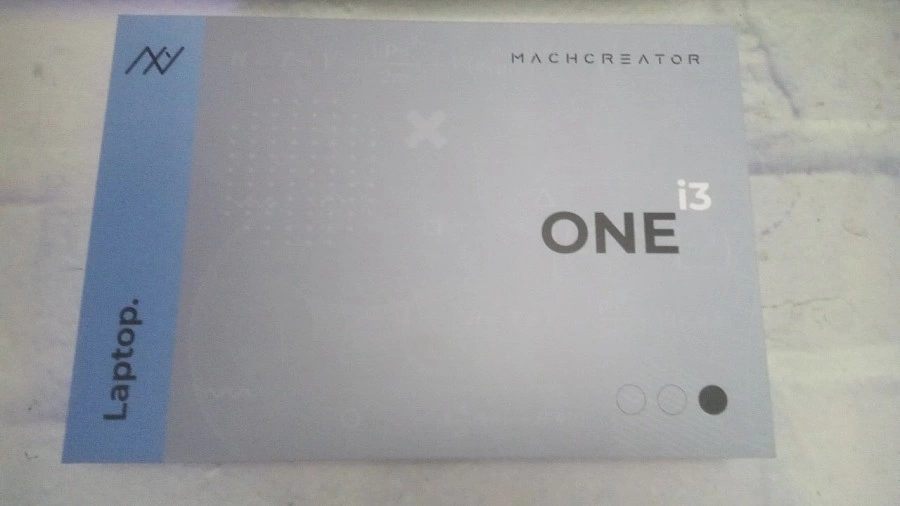 MACHCREATOR
ONE i3
Laptop.